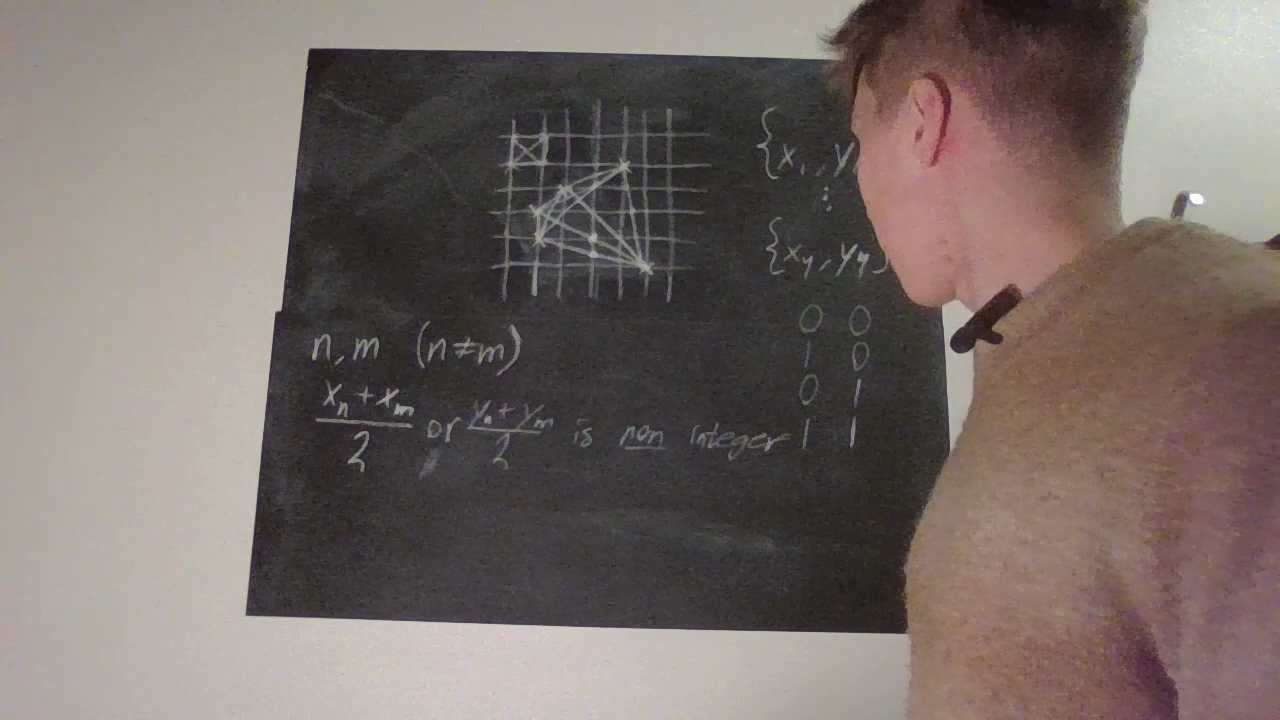 {x₁, y
⋮
{x₄, y₄}
0 0
1 0
0 1
1 1
n, m (n≠m)
(xₙ + xₘ)/2 or (yₙ + yₘ)/2 is non integer